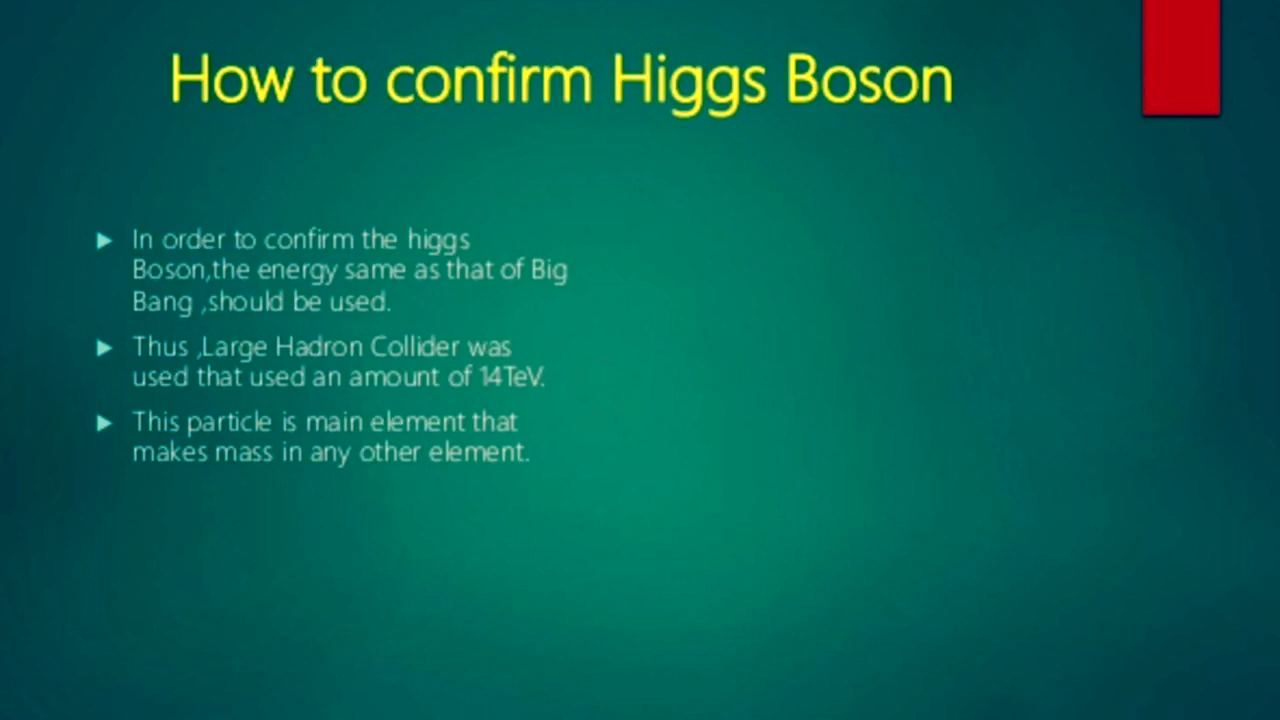 How to confirm Higgs Boson
In order to confirm the higgs
Boson,the energy same as that of Big
Bang ,should be used.
Thus ,Large Hadron Collider was
used that used an amount of 14TeV.
This particle is main element that
makes mass in any other element.